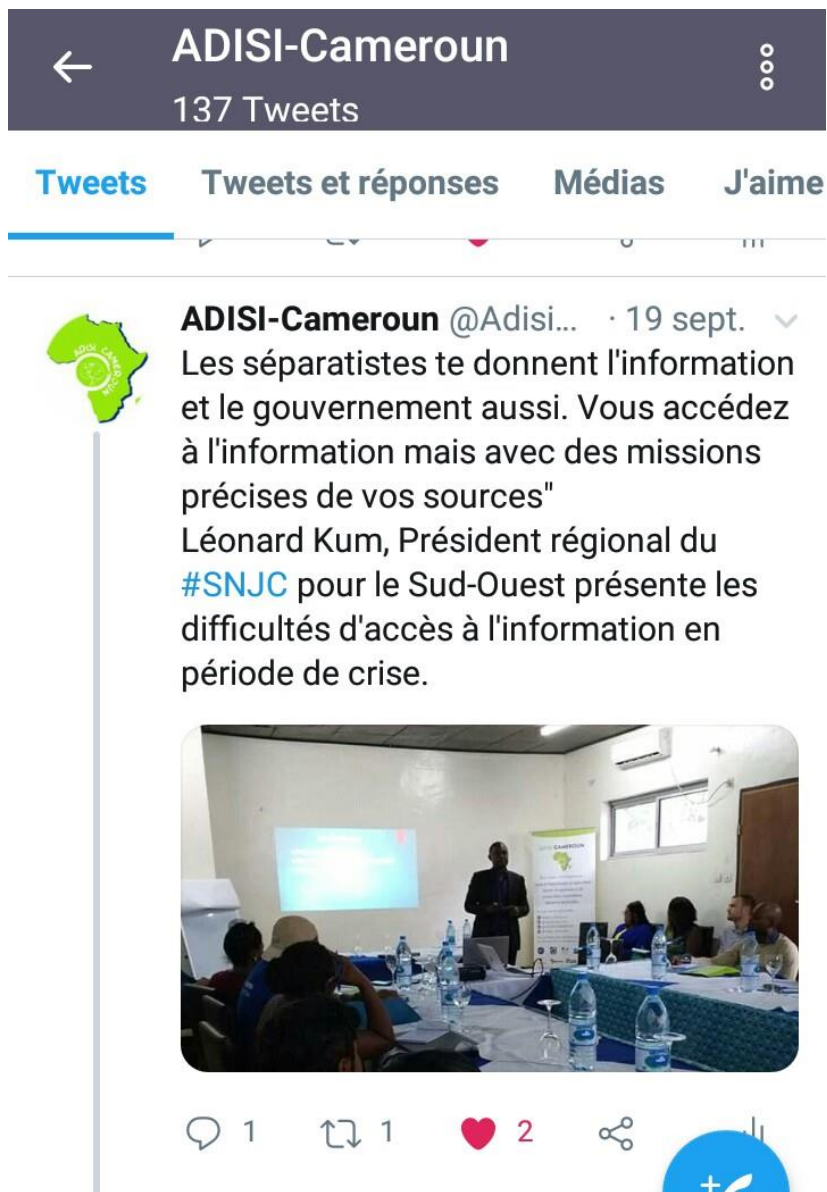 ADISI-Cameroun
137 Tweets
Tweets Tweets et réponses Médias J'aime
ADISI-Cameroun @Adisi... · 19 sept.
Les séparatistes te donnent l'information
et le gouvernement aussi. Vous accédez
à l'information mais avec des missions
précises de vos sources"
Léonard Kum, Président régional du
#SNJC pour le Sud-Ouest présente les
difficultés d'accès à l'information en
période de crise.
ADISI CAMEROUN
1 1 2